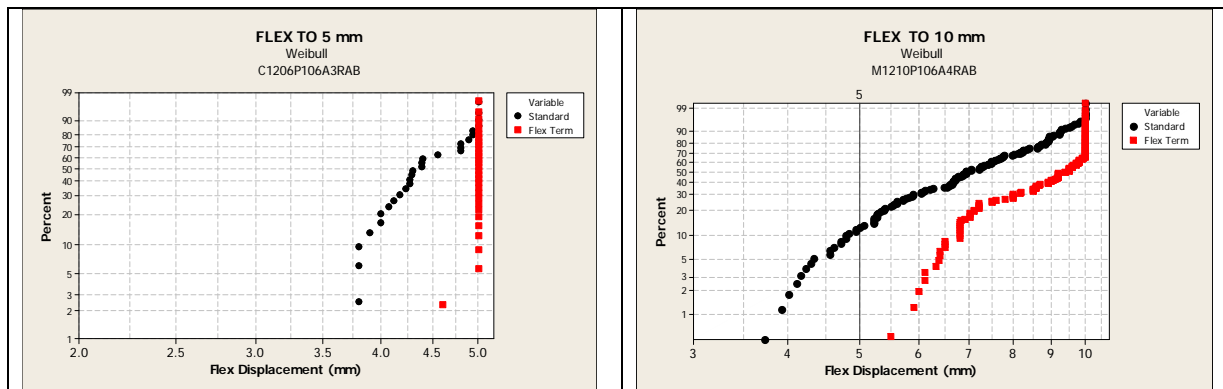 FLEX TO 5 mm
Weibull
C1206P106A3RAB
Percent
99
90
80
70
60
50
40
30
20
10
5
3
2
1
2.0 2.5 3.0 3.5 4.0 4.5 5.0
Flex Displacement (mm)
Variable
Standard
Flex Term
FLEX TO 10 mm
Weibull
M1210P106A4RAB
5
Percent
99
90
80
70
60
50
40
30
20
10
5
3
2
1
3 4 5 6 7 8 9 10
Flex Displacement (mm)
Variable
Standard
Flex Term